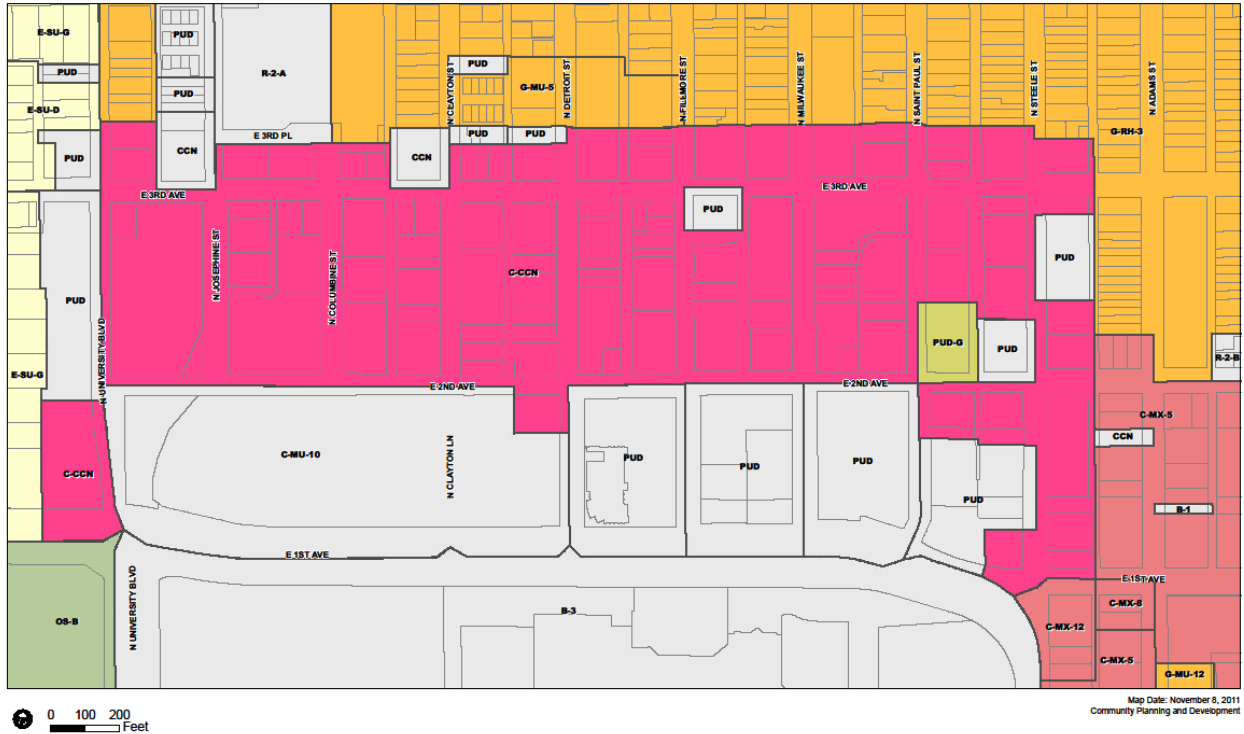 E-SU-G
PUD
PUD
R-2-A
PUD
N CLAYTON ST
G-MU-5
N DETROIT ST
N FILLMORE ST
N MILWAUKEE ST
N SAINT PAUL ST
N STEELE ST
N ADAMS ST
PUD
E-SU-D
E 3RD PL
PUD
PUD
G-RH-3
PUD
CCN
CCN
E 3RD AVE
E 3RD AVE
PUD
N JOSEPHINE ST
N COLUMBINE ST
C-CCN
PUD
PUD
N UNIVERSITY BLVD
PUD-G
PUD
R-2-B
E-SU-G
E 2ND AVE
E 2ND AVE
C-MX-5
CCN
C-MU-10
N CLAYTON LN
PUD
PUD
PUD
C-CCN
PUD
B-1
E 1ST AVE
E 1ST AVE
N UNIVERSITY BLVD
B-3
C-MX-8
OS-B
C-MX-12
C-MX-5
G-MU-12
0 100 200
Feet
Map Date: November 8, 2011
Community Planning and Development